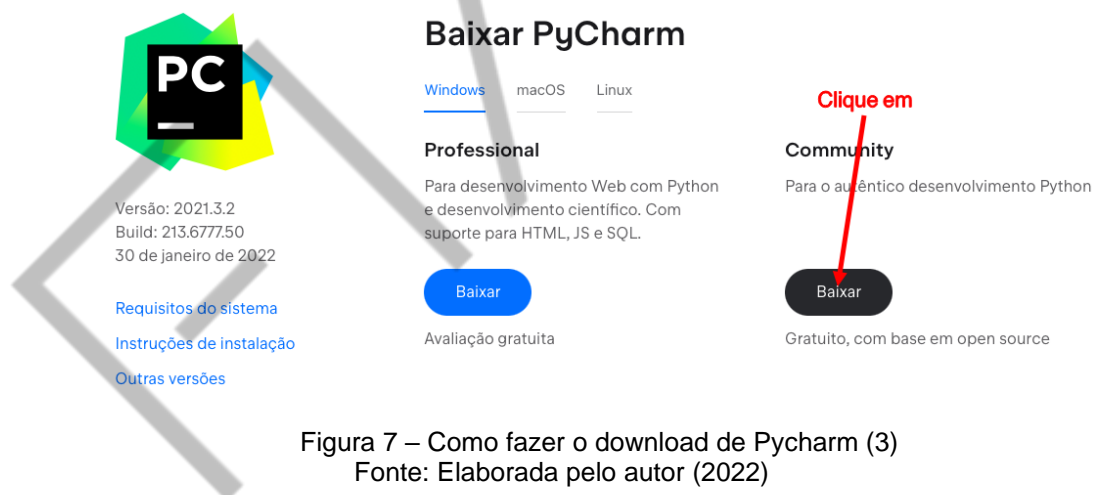 PC
Versão: 2021.3.2
Build: 213.6777.50
30 de janeiro de 2022
Requisitos do sistema
Instruções de instalação
Outras versões
Baixar PyCharm
Windows macOS Linux
Professional
Para desenvolvimento Web com Python
e desenvolvimento científico. Com
suporte para HTML, JS e SQL.
Baixar
Avaliação gratuita
Clique em
Community
Para o autêntico desenvolvimento Python
Baixar
Gratuito, com base em open source
Figura 7 – Como fazer o download de Pycharm (3)
Fonte: Elaborada pelo autor (2022)